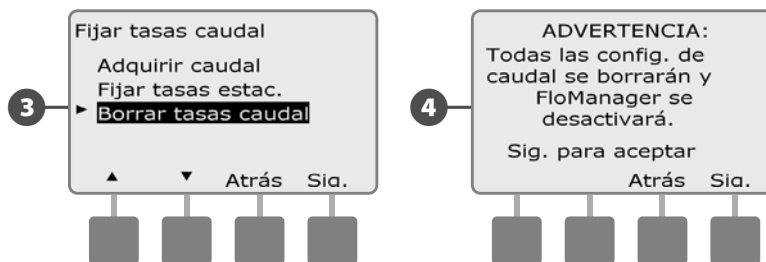 3
Fijar tasas caudal
Adquirir caudal
Fijar tasas estac.
► Borrar tasas caudal
▲ ▼ Atrás Sig.
4
ADVERTENCIA:
Todas las config. de
caudal se borrarán y
FloManager se
desactivará.
Sig. para aceptar
Atrás Sig.